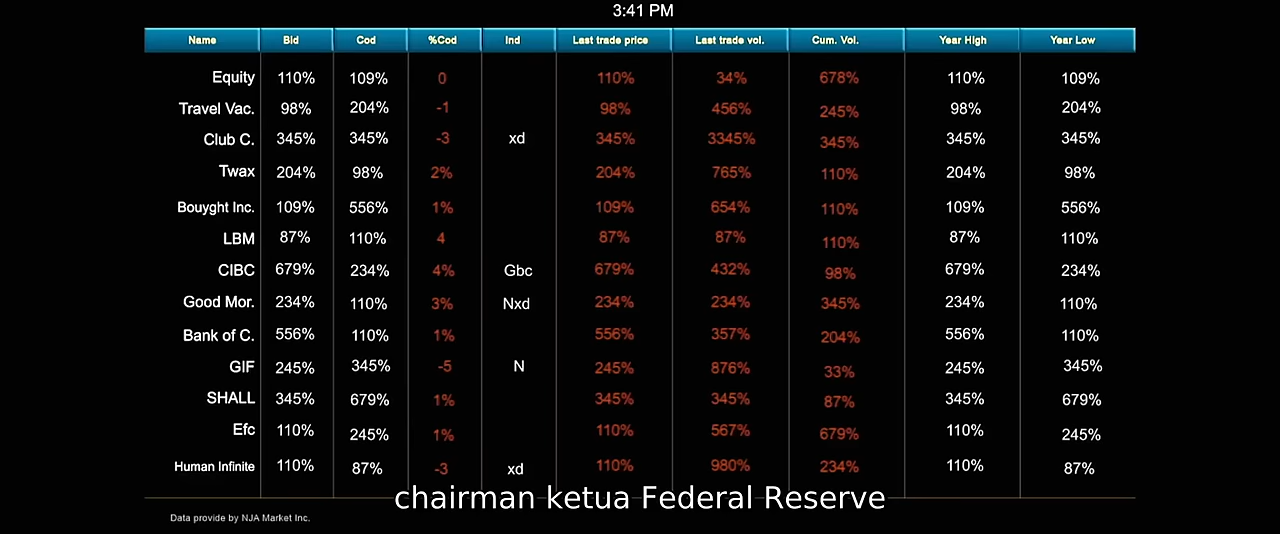 3:41 PM
Name Bid Cod %Cod Ind Last trade price Last trade vol. Cum. Vol. Year High Year Low
Equity 110% 109% 0 110% 34% 678% 110% 109%
Travel Vac. 98% 204% -1 98% 456% 245% 98% 204%
Club C. 345% 345% -3 xd 345% 3345% 345% 345% 345%
Twax 204% 98% 2% 204% 765% 110% 204% 98%
Bouyght Inc. 109% 556% 1% 109% 654% 110% 109% 556%
LBM 87% 110% 4 87% 87% 110% 87% 110%
CIBC 679% 234% 4% Gbc 679% 432% 98% 679% 234%
Good Mor. 234% 110% 3% Nxd 234% 234% 345% 234% 110%
Bank of C. 556% 110% 1% 556% 357% 204% 556% 110%
GIF 245% 345% -5 N 245% 876% 33% 245% 345%
SHALL 345% 679% 1% 345% 345% 87% 345% 679%
Efc 110% 245% 1% 110% 567% 679% 110% 245%
Human Infinite 110% 87% -3 xd 110% 980% 234% 110% 87%
chairman ketua Federal Reserve
Data provide by NJA Market Inc.